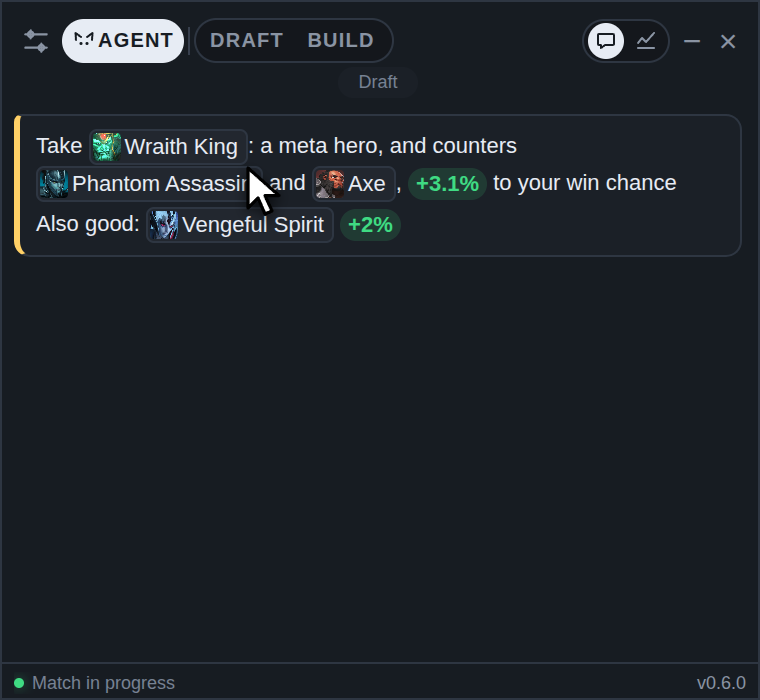 AGENT DRAFT BUILD
Draft
Take Wraith King : a meta hero, and counters
Phantom Assassin and Axe , +3.1% to your win chance
Also good: Vengeful Spirit +2%
Match in progress v0.6.0